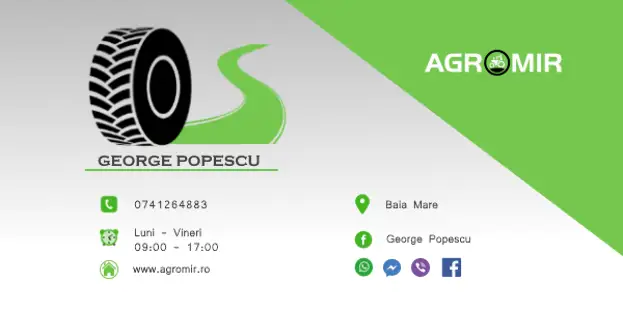 AGROMIR
GEORGE POPESCU
0741264883
Luni - Vineri
09:00 - 17:00
www.agromir.ro
Baia Mare
George Popescu